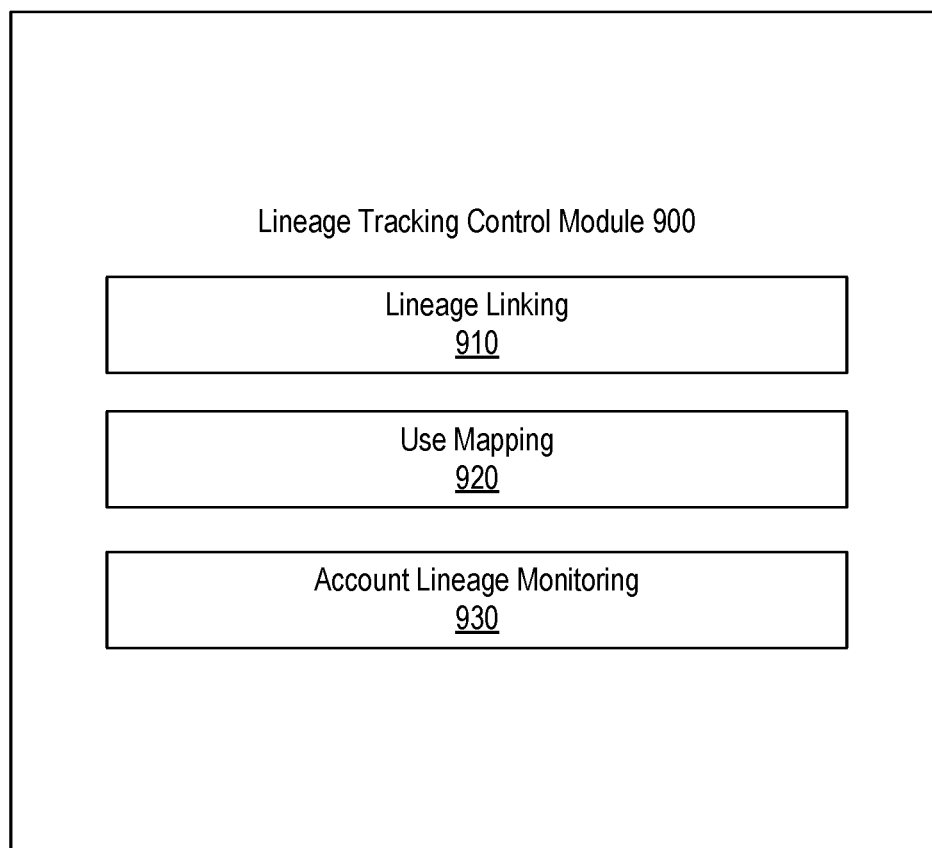 Lineage Tracking Control Module 900
Lineage Linking
910
Use Mapping
920
Account Lineage Monitoring
930